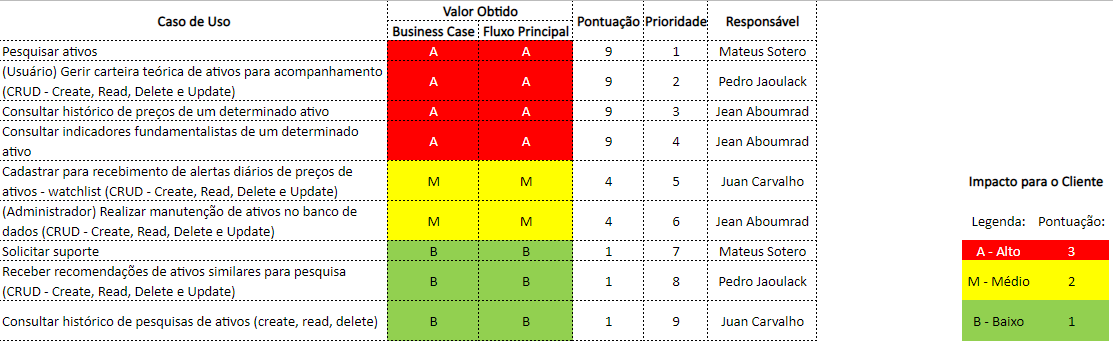 Caso de Uso
Valor Obtido
Pontuação
Prioridade
Responsável
Business Case
Fluxo Principal
Pesquisar ativos
A
A
9
1
Mateus Sotero
(Usuário) Gerir carteira teórica de ativos para acompanhamento
(CRUD - Create, Read, Delete e Update)
A
A
9
2
Pedro Jaoulack
Consultar histórico de preços de um determinado ativo
A
A
9
3
Jean Aboumrad
Consultar indicadores fundamentalistas de um determinado
ativo
A
A
9
4
Jean Aboumrad
Cadastrar para recebimento de alertas diários de preços de
ativos - watchlist (CRUD - Create, Read, Delete e Update)
M
M
4
5
Juan Carvalho
(Administrador) Realizar manutenção de ativos no banco de
dados (CRUD - Create, Read, Delete e Update)
M
M
4
6
Jean Aboumrad
Solicitar suporte
B
B
1
7
Mateus Sotero
Receber recomendações de ativos similares para pesquisa
(CRUD - Create, Read, Delete e Update)
B
B
1
8
Pedro Jaoulack
Consultar histórico de pesquisas de ativos (create, read, delete)
B
B
1
9
Juan Carvalho
Impacto para o Cliente
Legenda:
Pontuação:
A - Alto
3
M - Médio
2
B - Baixo
1